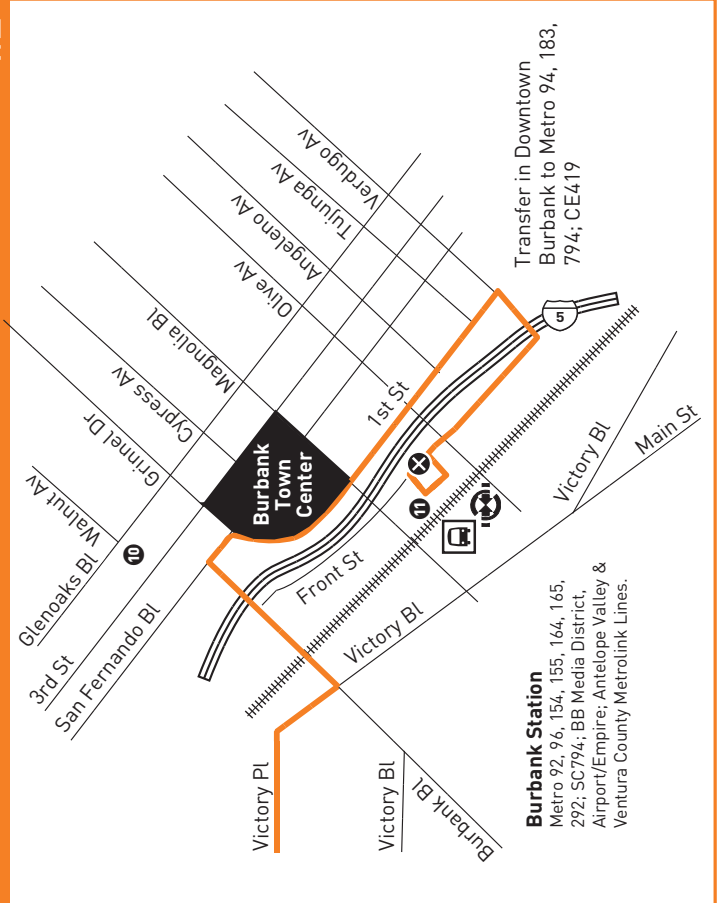 Walnut Av
Glenoaks Bl
10
3rd St
San Fernando Bl
Grinnel Dr
Cypress Av
Magnolia Bl
Olive Av
Angeleno Av
Tujunga Av
Verdugo Av
Burbank
Town
Center
1st St
Front St
11
5
Victory Pl
Victory Bl
Victory Bl
Burbank Bl
Victory Bl
Main St
Transfer in Downtown
Burbank to Metro 94, 183,
794; CE419
Burbank Station
Metro 92, 96, 154, 155, 164, 165,
292; SC794; BB Media District,
Airport/Empire; Antelope Valley &
Ventura County Metrolink Lines.